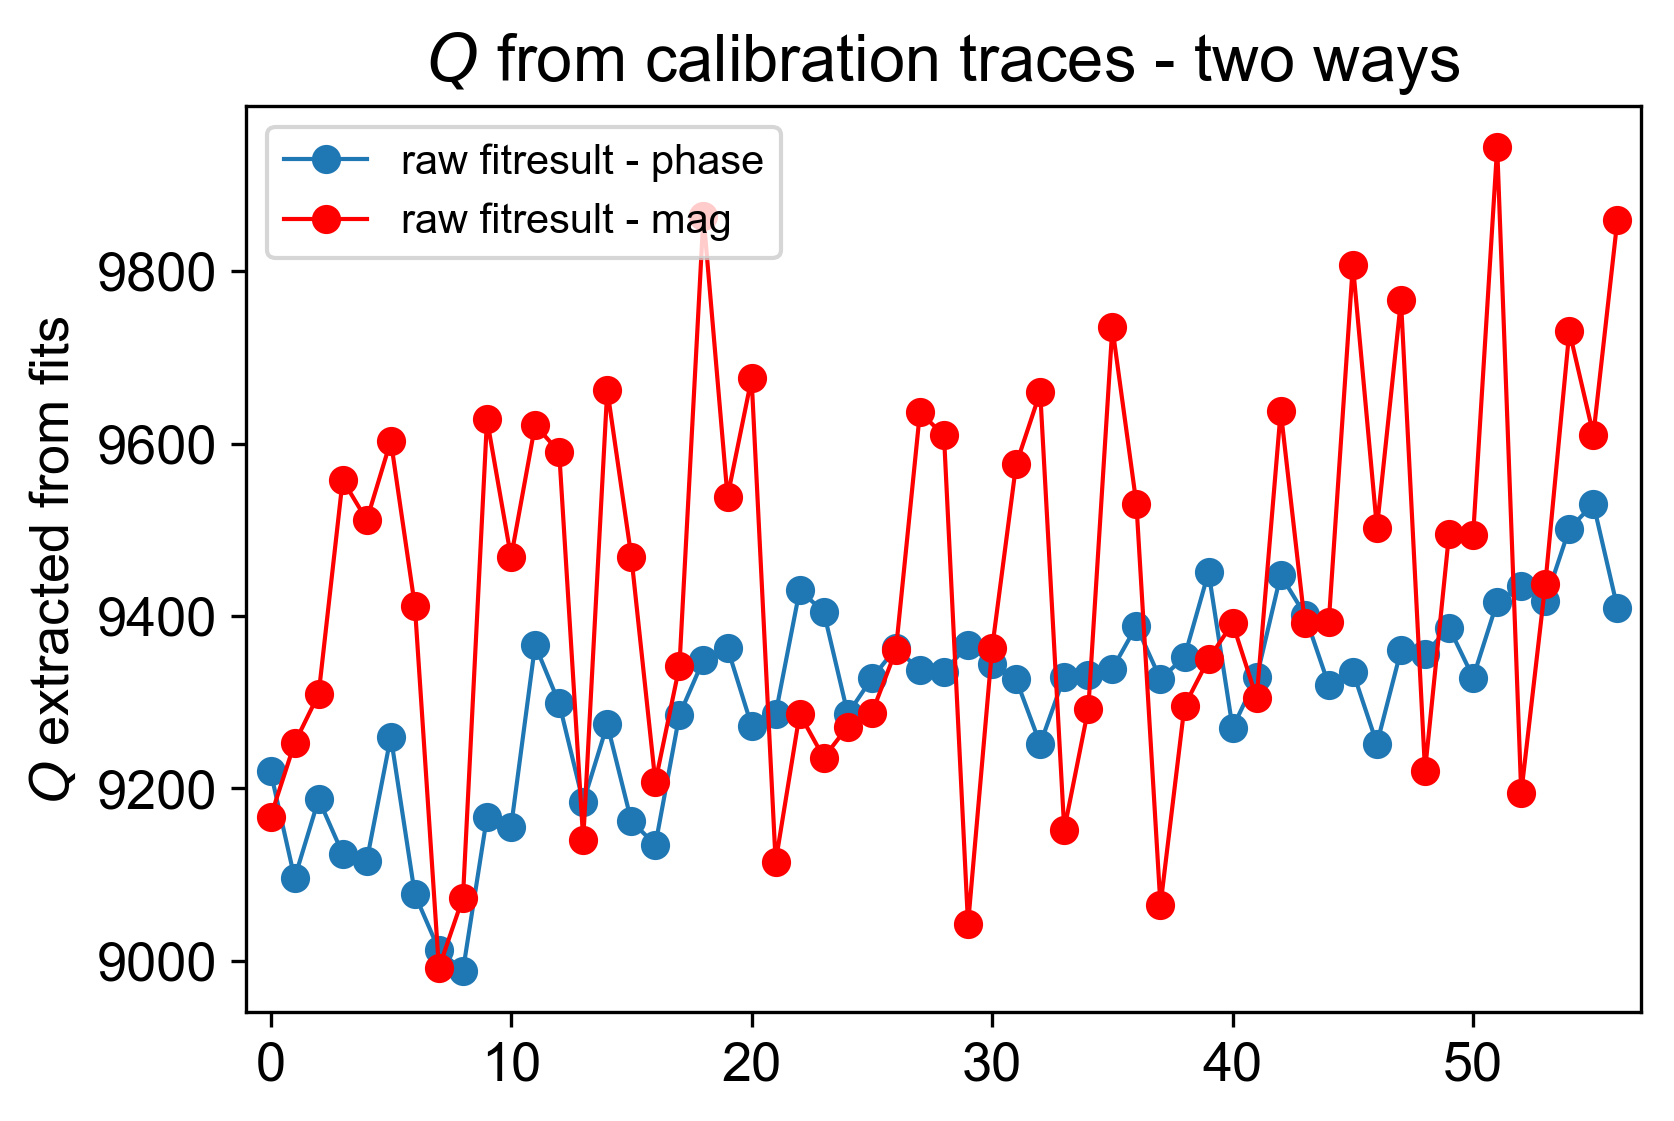 Q from calibration traces - two ways
raw fitresult - phase
raw fitresult - mag
Q extracted from fits
9800
9600
9400
9200
9000
0 10 20 30 40 50